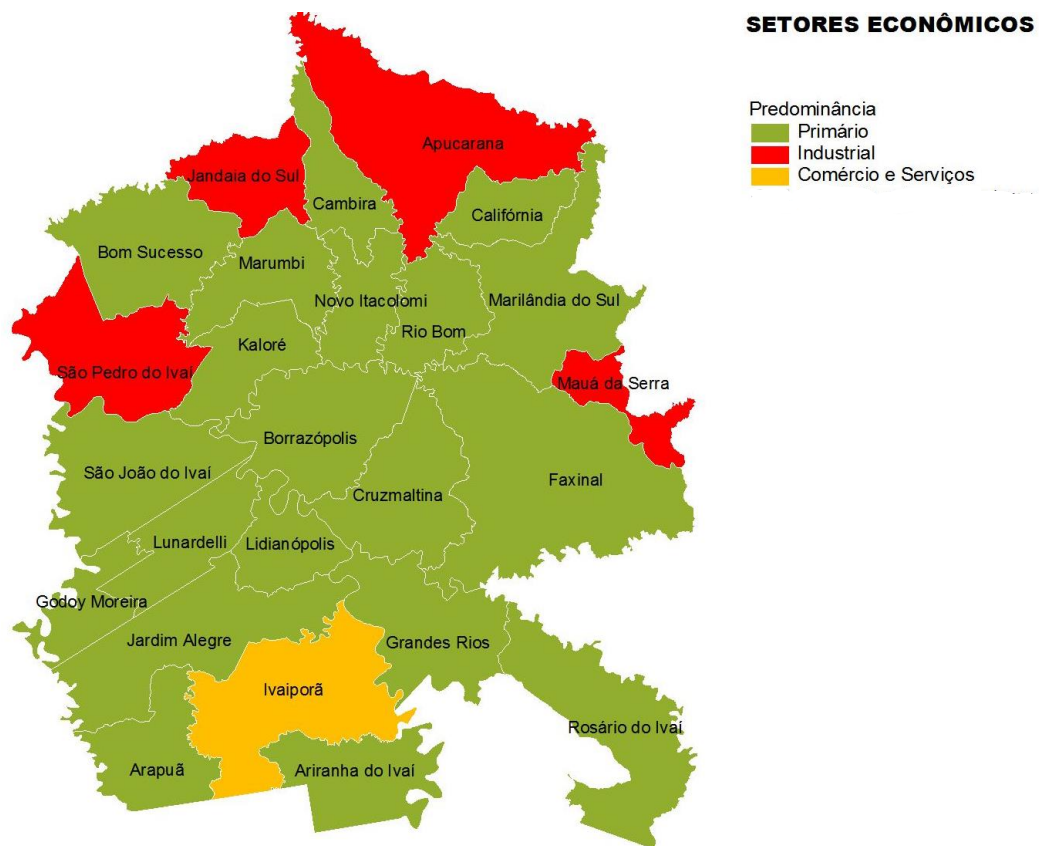 SETORES ECONÔMICOS
Predominância
Primário
Industrial
Comércio e Serviços
Apucarana
Jandaia do Sul
Cambira
Califórnia
Bom Sucesso
Marumbi
Novo Itacolomi
Marilândia do Sul
Rio Bom
Kaloré
São Pedro do Ivaí
Mauá da Serra
Borrazópolis
São João do Ivaí
Faxinal
Cruzmaltina
Lunardelli
Lidianópolis
Godoy Moreira
Jardim Alegre
Grandes Rios
Ivaiporã
Rosário do Ivaí
Arapuã
Ariranha do Ivaí